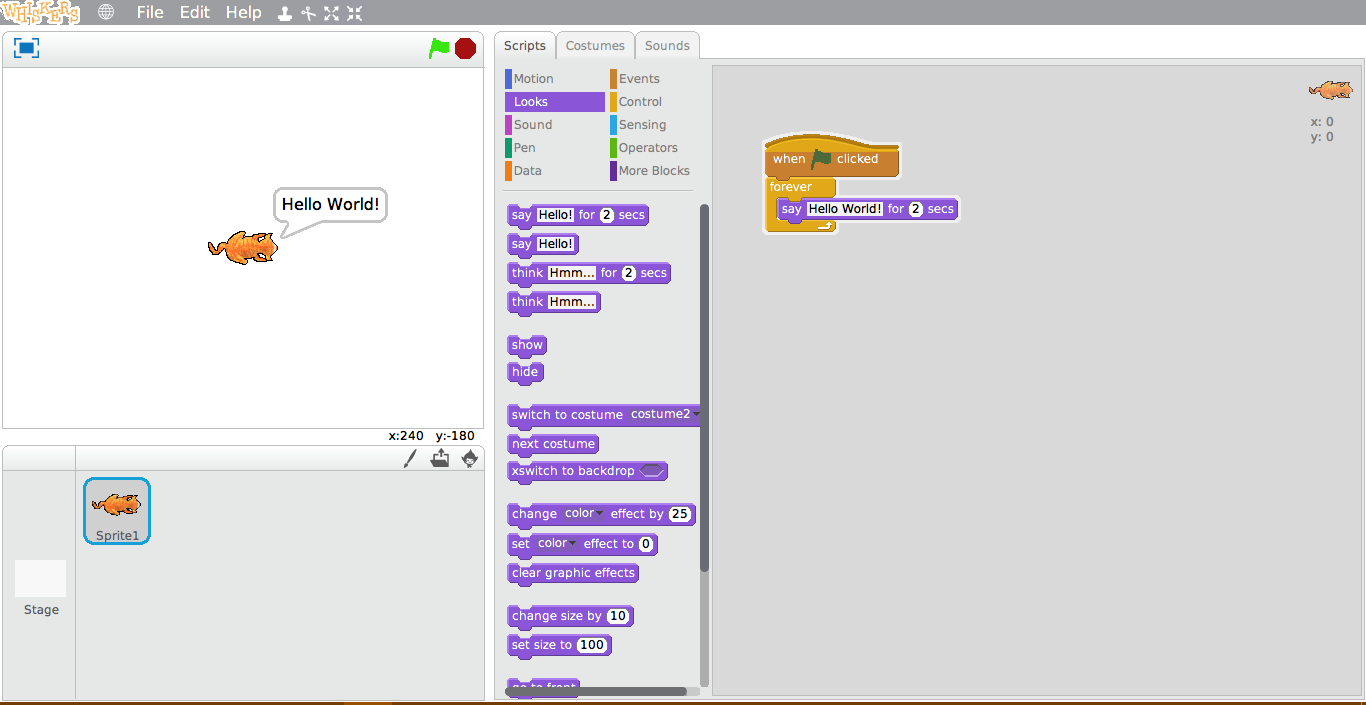 WHISKERS File Edit Help
Hello World!
x:240 y:-180
Sprite1
Stage
Scripts Costumes Sounds
Motion Events
Looks Control
Sound Sensing
Pen Operators
Data More Blocks
say Hello! for 2 secs
say Hello!
think Hmm... for 2 secs
think Hmm...
show
hide
switch to costume costume2
next costume
xswitch to backdrop
change color effect by 25
set color effect to 0
clear graphic effects
change size by 10
set size to 100
go to front
when clicked
forever
say Hello World! for 2 secs
x: 0
y: 0